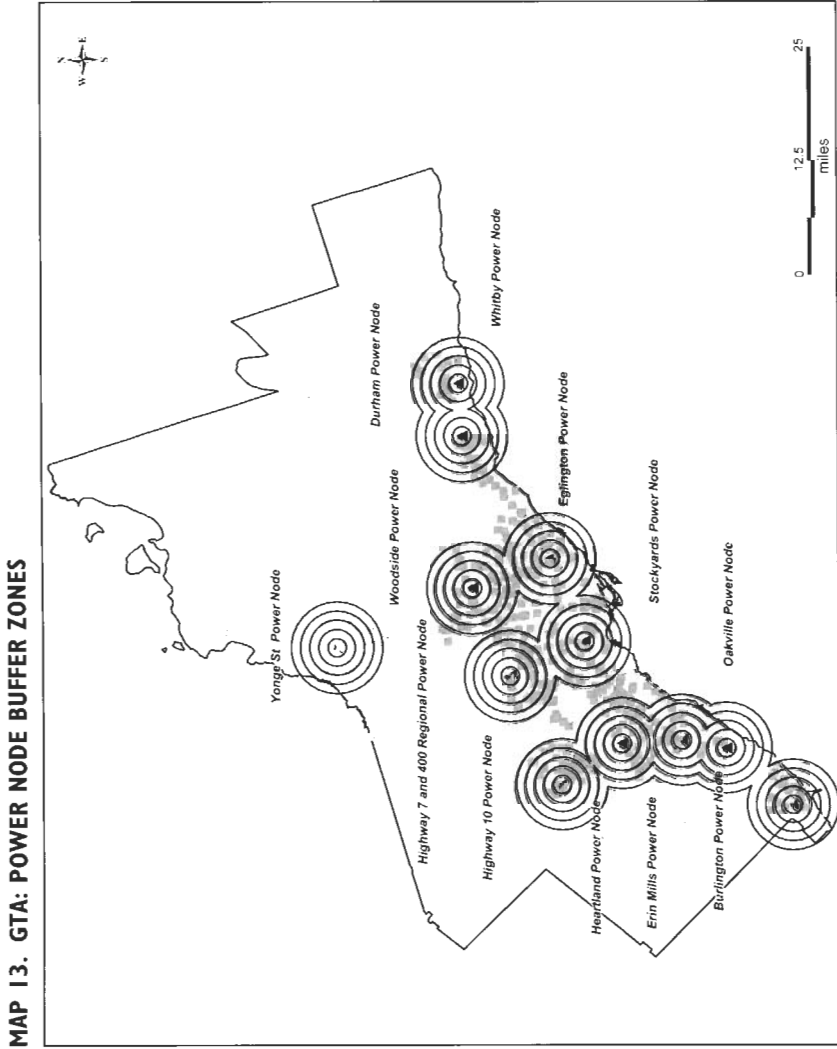 MAP 13. GTA: POWER NODE BUFFER ZONES
N
W E
S
Yonge St Power Node
Woodside Power Node
Durham Power Node
Whitby Power Node
Highway 7 and 400 Regional Power Node
Eglington Power Node
Highway 10 Power Node
Stockyards Power Node
Heartland Power Node
Erin Mills Power Node
Oakville Power Node
Burlington Power Node
0 12.5 25
miles